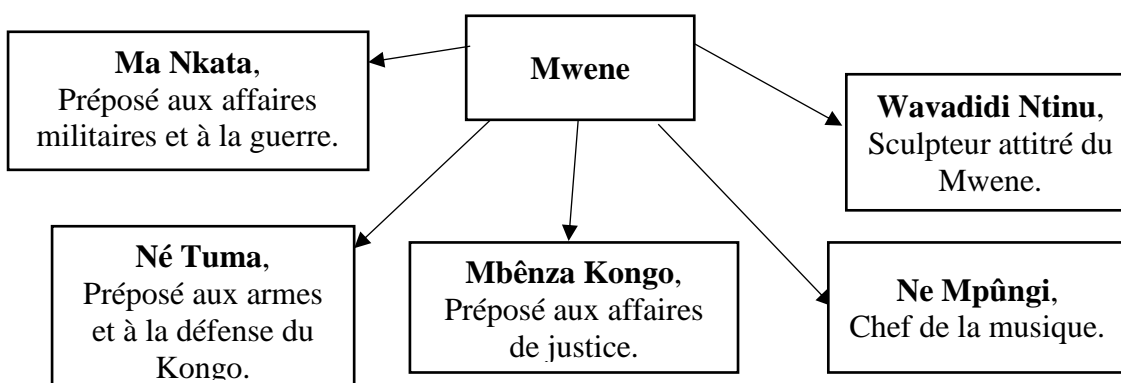 Mwene
Ma Nkata,
Préposé aux affaires
militaires et à la guerre.
Wavadidi Ntinu,
Sculpteur attitré du
Mwene.
Né Tuma,
Préposé aux armes
et à la défense du
Kongo.
Mbênza Kongo,
Préposé aux affaires
de justice.
Ne Mpûngi,
Chef de la musique.